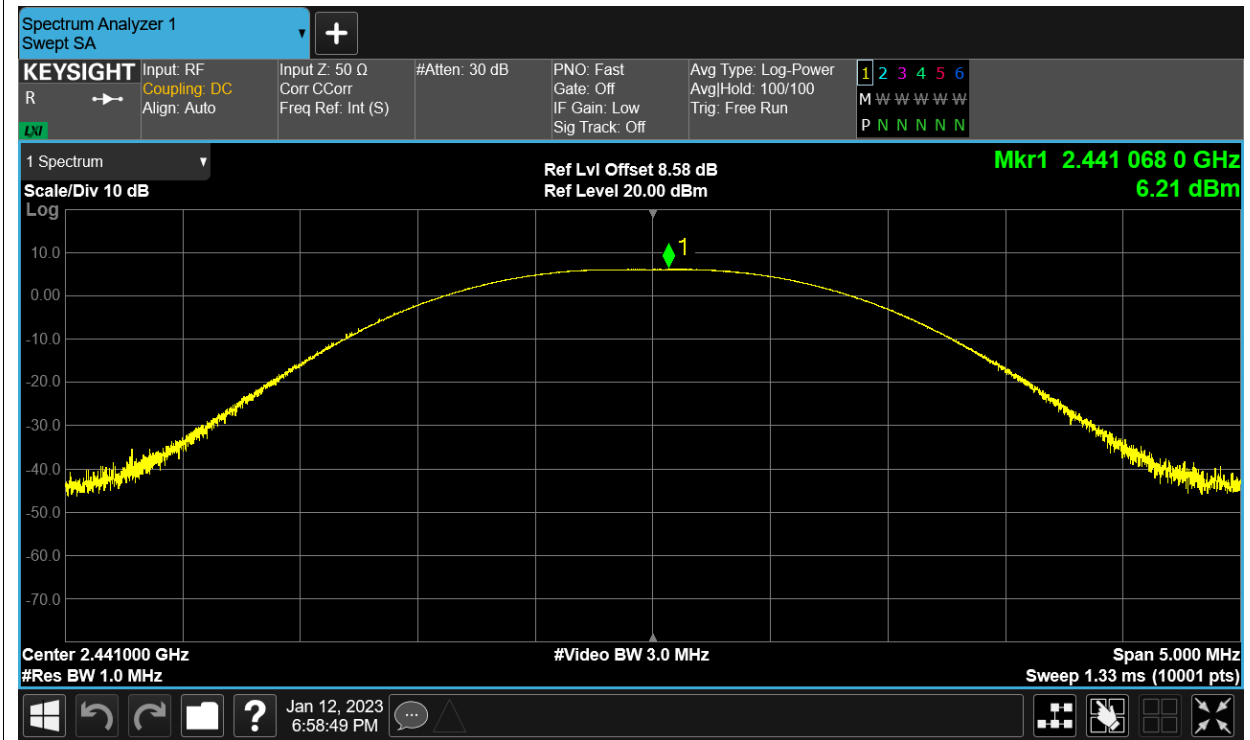 Spectrum Analyzer 1
Swept SA
KEYSIGHT
R
LXI
Input: RF
Coupling: DC
Align: Auto
Input Z: 50 Ω
Corr CCorr
Freq Ref: Int (S)
#Atten: 30 dB
PNO: Fast
Gate: Off
IF Gain: Low
Sig Track: Off
Avg Type: Log-Power
Avg|Hold: 100/100
Trig: Free Run
1 2 3 4 5 6
M W W W W W
P N N N N N
1 Spectrum
Scale/Div 10 dB
Log
Ref Lvl Offset 8.58 dB
Ref Level 20.00 dBm
Mkr1 2.441 068 0 GHz
6.21 dBm
1
10.0
0.00
-10.0
-20.0
-30.0
-40.0
-50.0
-60.0
-70.0
Center 2.441000 GHz
#Res BW 1.0 MHz
#Video BW 3.0 MHz
Span 5.000 MHz
Sweep 1.33 ms (10001 pts)
?
Jan 12, 2023
6:58:49 PM